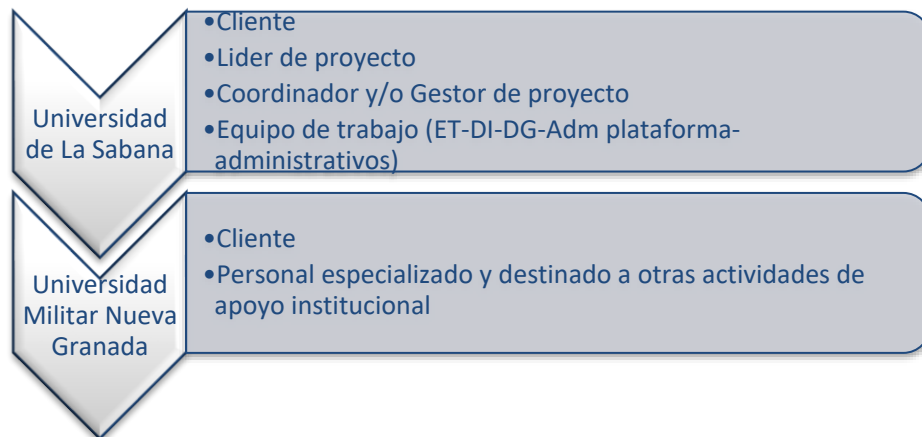 Universidad
de La Sabana
•Cliente
•Lider de proyecto
•Coordinador y/o Gestor de proyecto
•Equipo de trabajo (ET-DI-DG-Adm plataforma-
administrativos)
Universidad
Militar Nueva
Granada
•Cliente
•Personal especializado y destinado a otras actividades de
apoyo institucional